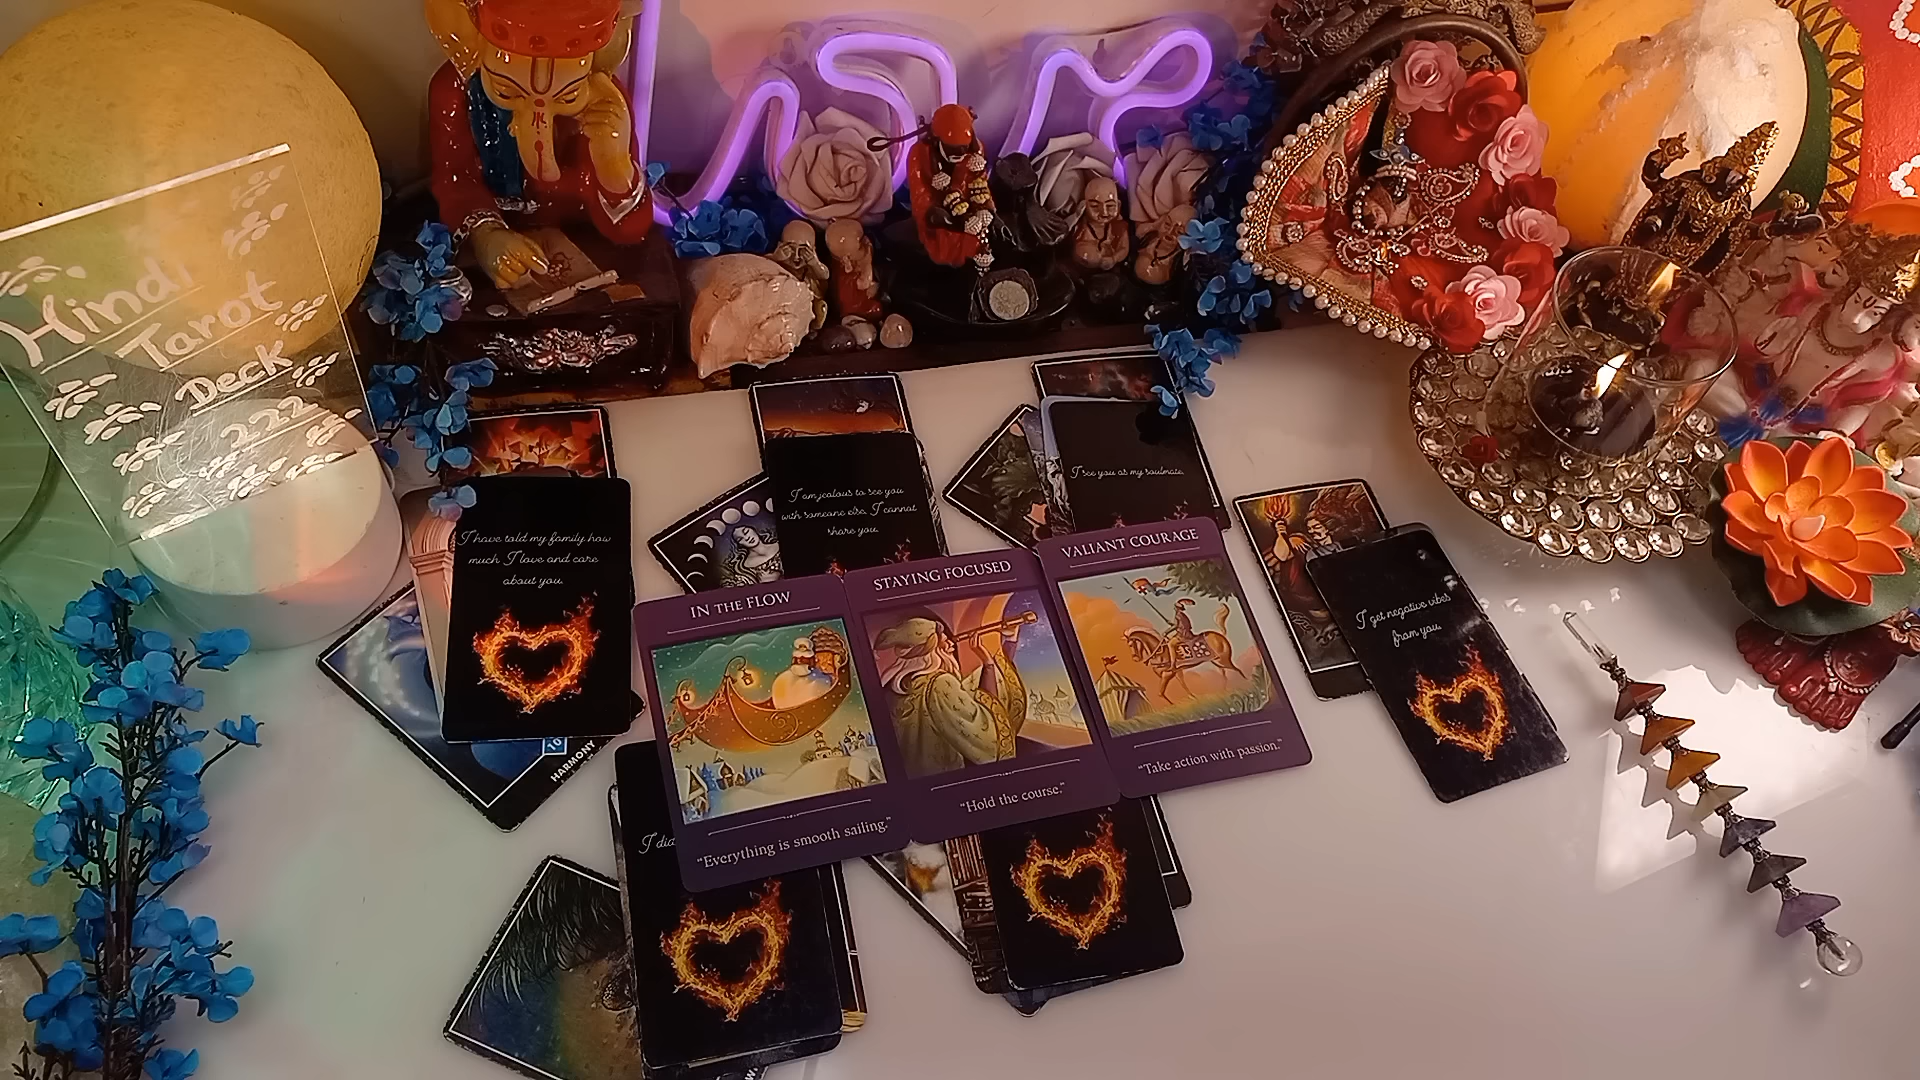 Hindi
Tarot
Deck
222
I have told my family how
much I love and care
about you.
I am jealous to see you
with someone else. I cannot
share you.
I see you as my soulmate.
IN THE FLOW
"Everything is smooth sailing."
STAYING FOCUSED
"Hold the course."
VALIANT COURAGE
"Take action with passion."
I get negative vibes
from you.
10
HARMONY
I